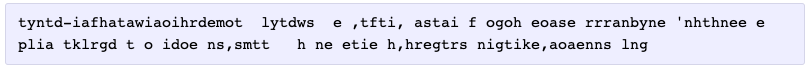 tyntd-iafhatawiaoihrdemot  lytdws  e ,tfti, astai f ogoh eoase rrranbyne 'nhthnee e
plia tklrgd t o idoe ns,smtt   h ne etie h,hregtrs nigtike,aoaenns lng